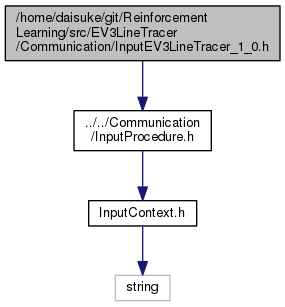 /home/daisuke/git/Reinforcement
Learning/src/EV3LineTracer
/Communication/InputEV3LineTracer_1_0.h
../../Communication
/InputProcedure.h
InputContext.h
string